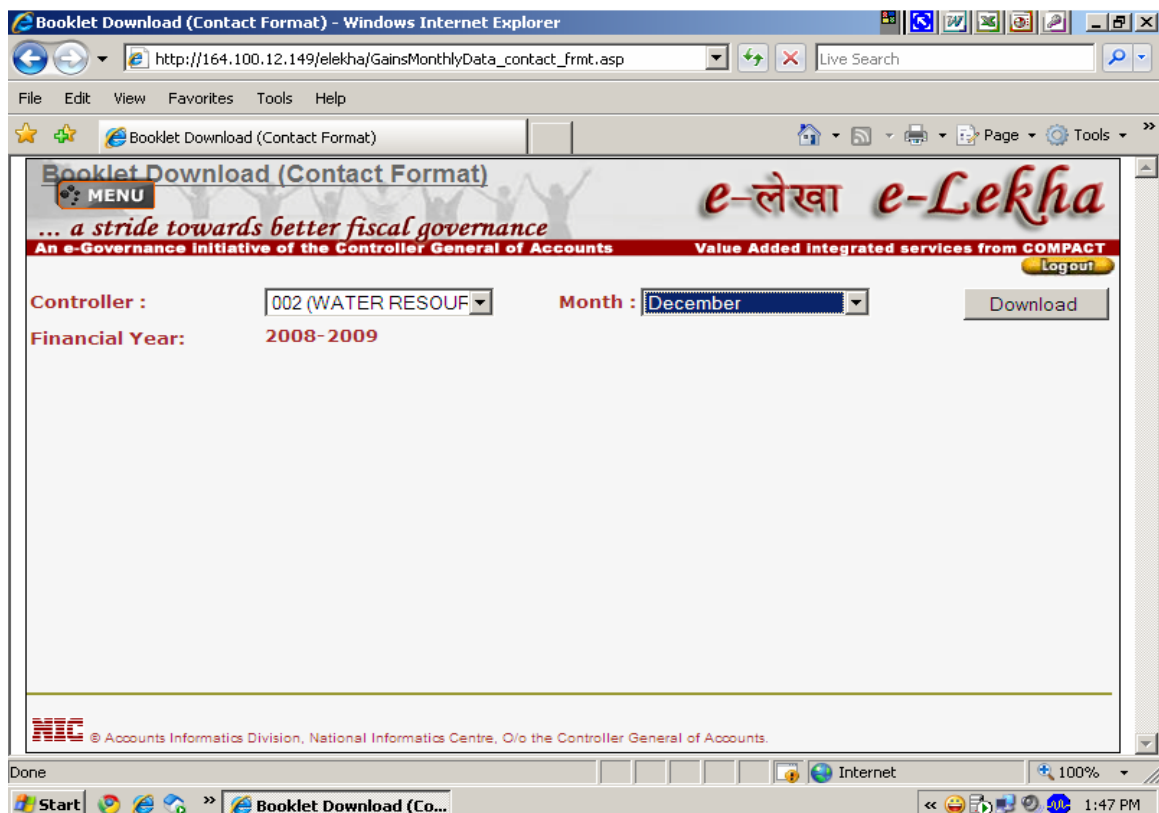 Booklet Download (Contact Format) - Windows Internet Explorer
http://164.100.12.149/elekha/GainsMonthlyData_contact_frmt.asp
Live Search
File Edit View Favorites Tools Help
Booklet Download (Contact Format)
Page Tools
Booklet Download (Contact Format)
MENU
e-लेखा e-Lekha
... a stride towards better fiscal governance
An e-Governance initiative of the Controller General of Accounts Value Added integrated services from COMPACT
Logout
Controller : 002 (WATER RESOUF Month : December Download
Financial Year: 2008-2009
NIC © Accounts Informatics Division, National Informatics Centre, O/o the Controller General of Accounts.
Done Internet 100%
Start Booklet Download (Co... 1:47 PM